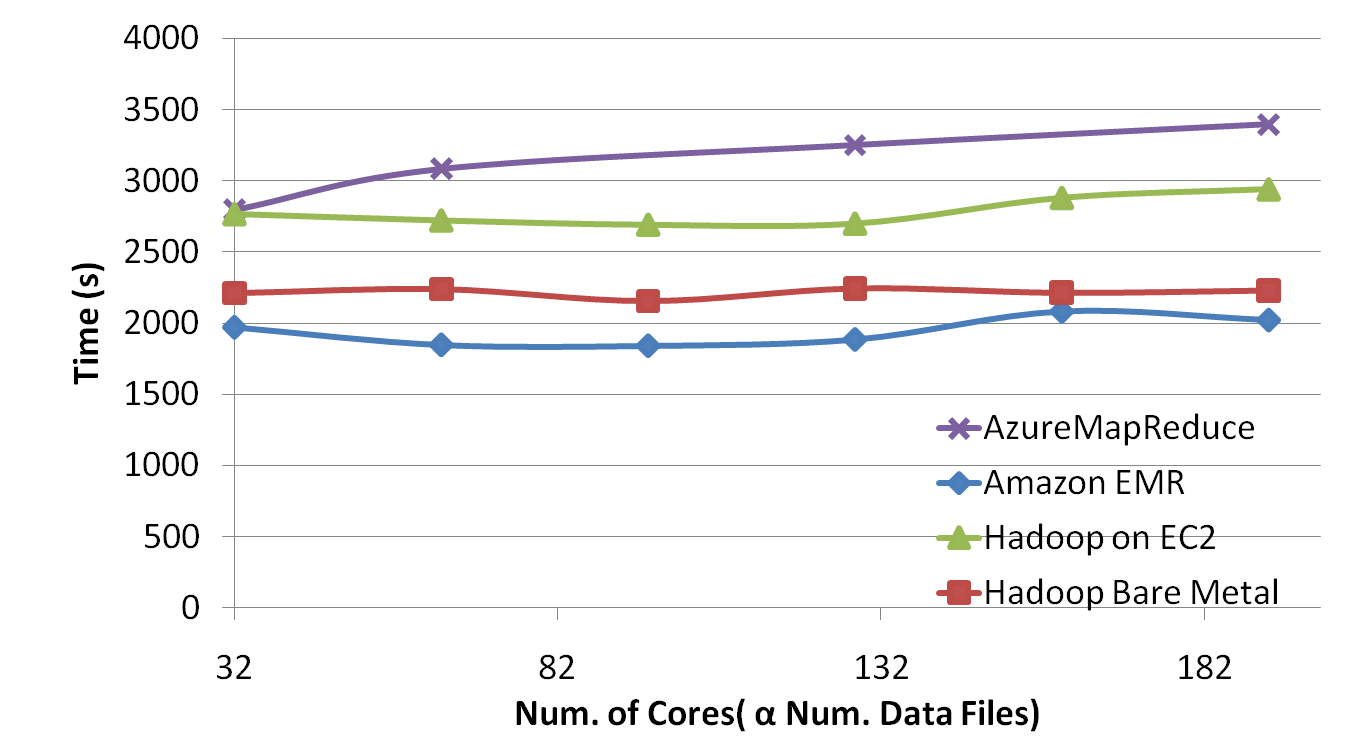 4000
3500
3000
2500
2000
1500
1000
500
0
Time (s)
AzureMapReduce
Amazon EMR
Hadoop on EC2
Hadoop Bare Metal
32 82 132 182
Num. of Cores( α Num. Data Files)